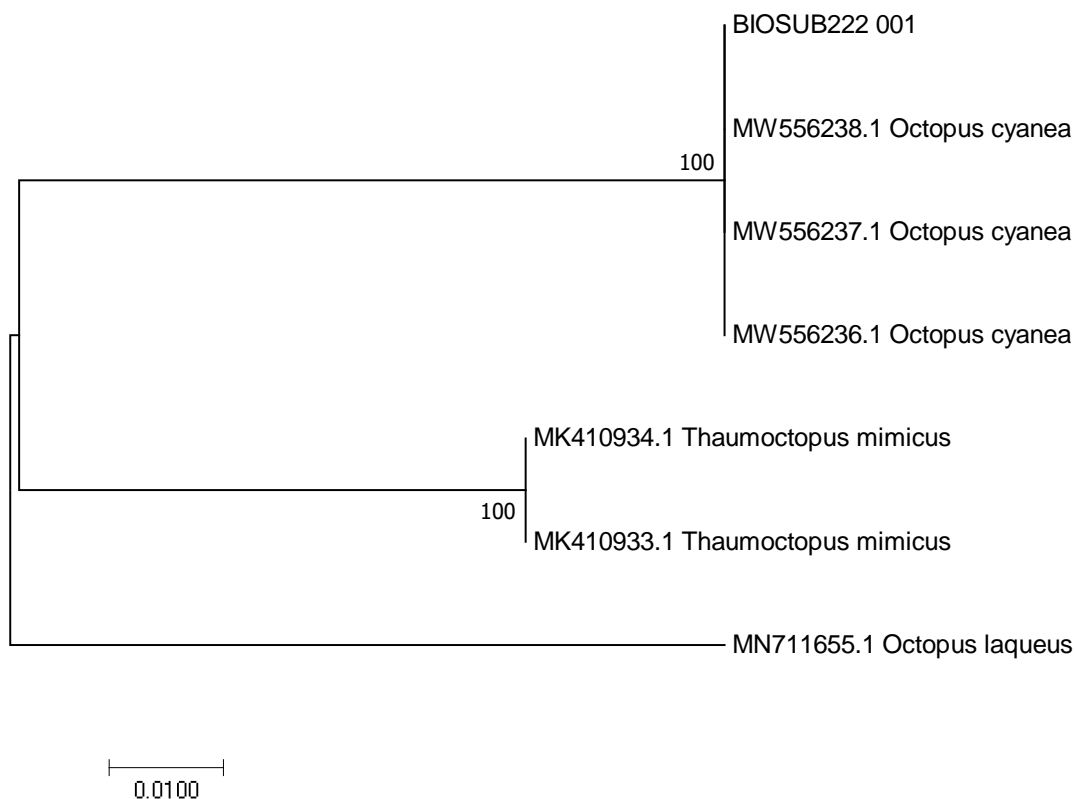 BIOSUB222 001
MW556238.1 Octopus cyanea
100
MW556237.1 Octopus cyanea
MW556236.1 Octopus cyanea
MK410934.1 Thaumoctopus mimicus
100
MK410933.1 Thaumoctopus mimicus
MN711655.1 Octopus laqueus
0.0100